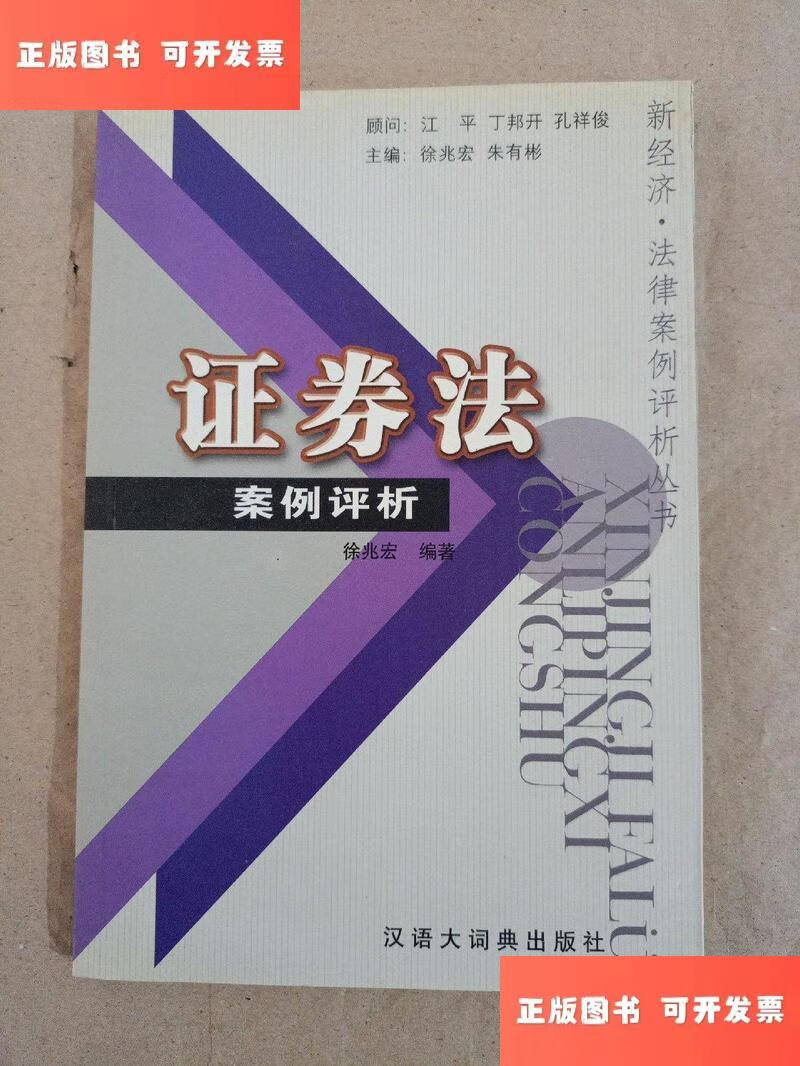 正版图书 可开发票
顾问：江 平 丁邦开 孔祥俊
主编：徐兆宏 朱有彬
新经济·法律案例评析丛书
证券法
案例评析
徐兆宏 编著
XINJINGJI FALÜ
ANLIPINGXI
CONGSHU
汉语大词典出版社
正版图书 可开发票